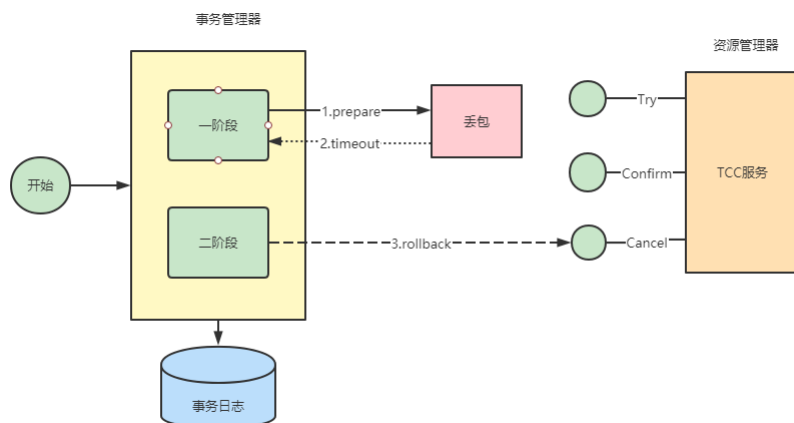 事务管理器
资源管理器
一阶段
1.prepare
丢包
Try
2.timeout
开始
Confirm
TCC服务
二阶段
3.rollback
Cancel
事务日志